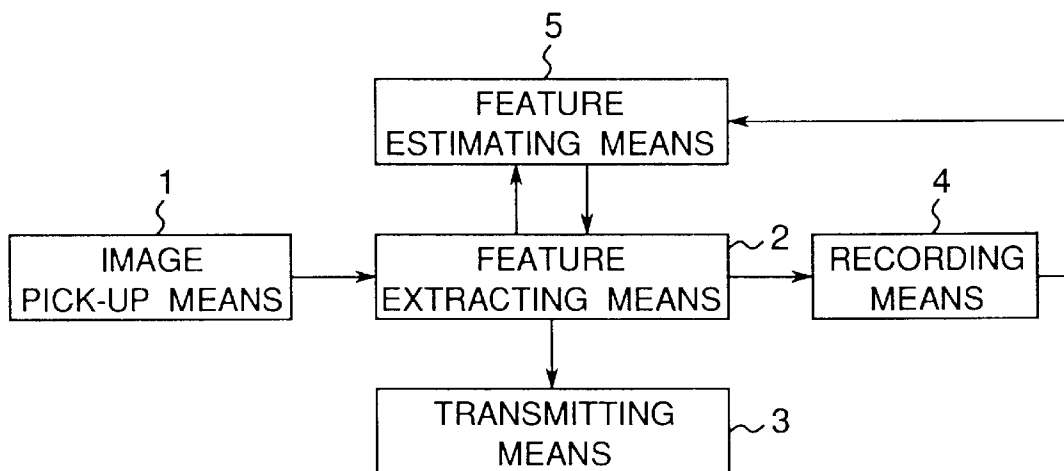 5
FEATURE
ESTIMATING MEANS
1
IMAGE
PICK-UP MEANS
2
FEATURE
EXTRACTING MEANS
4
RECORDING
MEANS
TRANSMITTING
MEANS
3